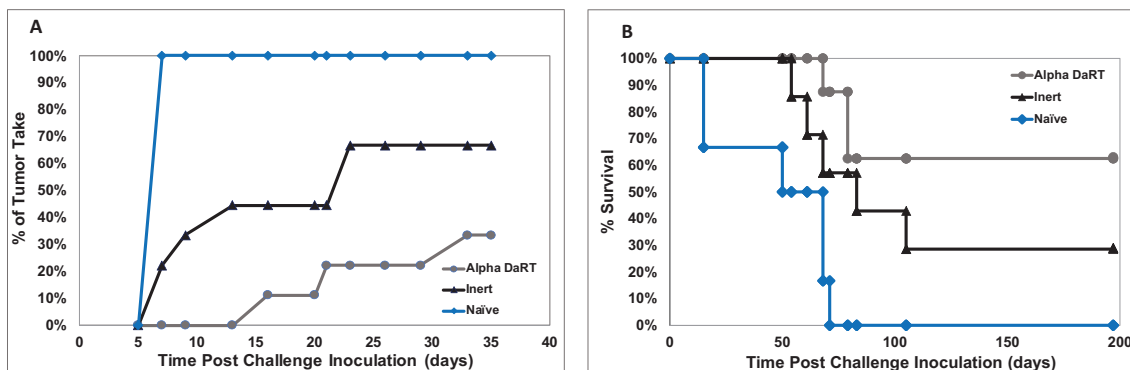 A
100%
90%
80%
70%
60%
50%
40%
30%
20%
10%
0%
% of Tumor Take
0 5 10 15 20 25 30 35 40
Time Post Challenge Inoculation (days)
Alpha DaRT
Inert
Naïve
B
100%
90%
80%
70%
60%
50%
40%
30%
20%
10%
0%
% Survival
0 50 100 150 200
Time Post Challenge Inoculation (days)
Alpha DaRT
Inert
Naïve